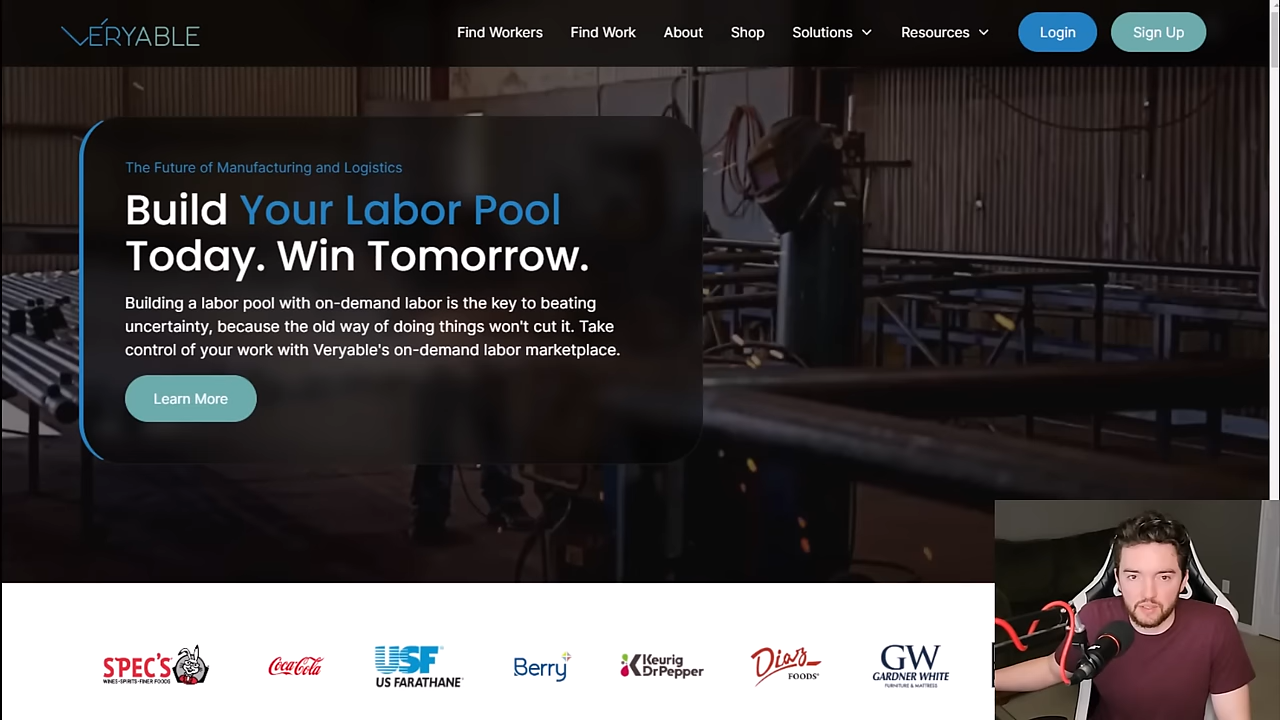 VERYABLE
Find Workers
Find Work
About
Shop
Solutions
Resources
Login
Sign Up
The Future of Manufacturing and Logistics
Build Your Labor Pool
Today. Win Tomorrow.
Building a labor pool with on-demand labor is the key to beating
uncertainty, because the old way of doing things won't cut it. Take
control of your work with Veryable's on-demand labor marketplace.
Learn More
SPEC'S
WINES·SPIRITS·FINER FOODS
Coca-Cola
USF
US FARATHANE
Berry
Keurig
DrPepper
Diaz
FOODS
GW
GARDNER WHITE
FURNITURE & MATTRESS